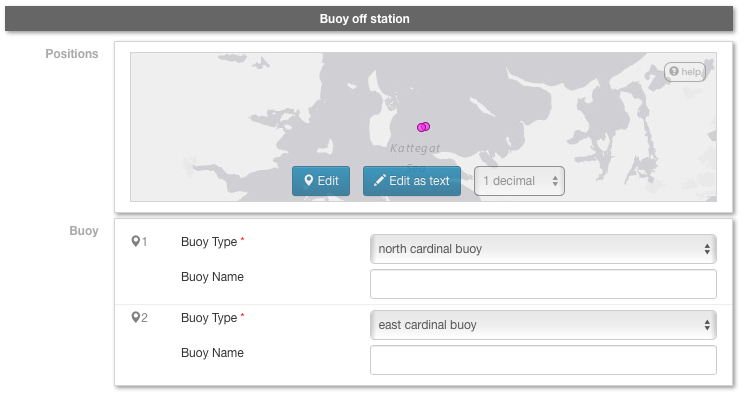 Buoy off station
Positions
help
Kattegat
Sea
Edit
Edit as text
1 decimal
Buoy
1
Buoy Type *
north cardinal buoy
Buoy Name
2
Buoy Type *
east cardinal buoy
Buoy Name